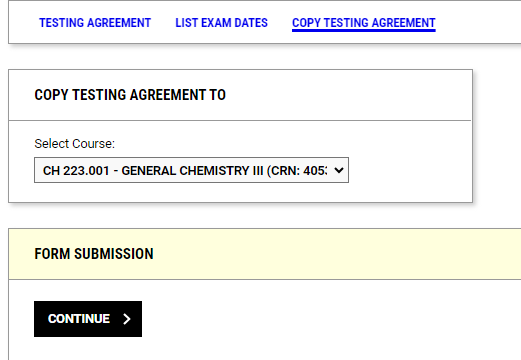 TESTING AGREEMENT LIST EXAM DATES COPY TESTING AGREEMENT
COPY TESTING AGREEMENT TO
Select Course:
CH 223.001 - GENERAL CHEMISTRY III (CRN: 405
FORM SUBMISSION
CONTINUE